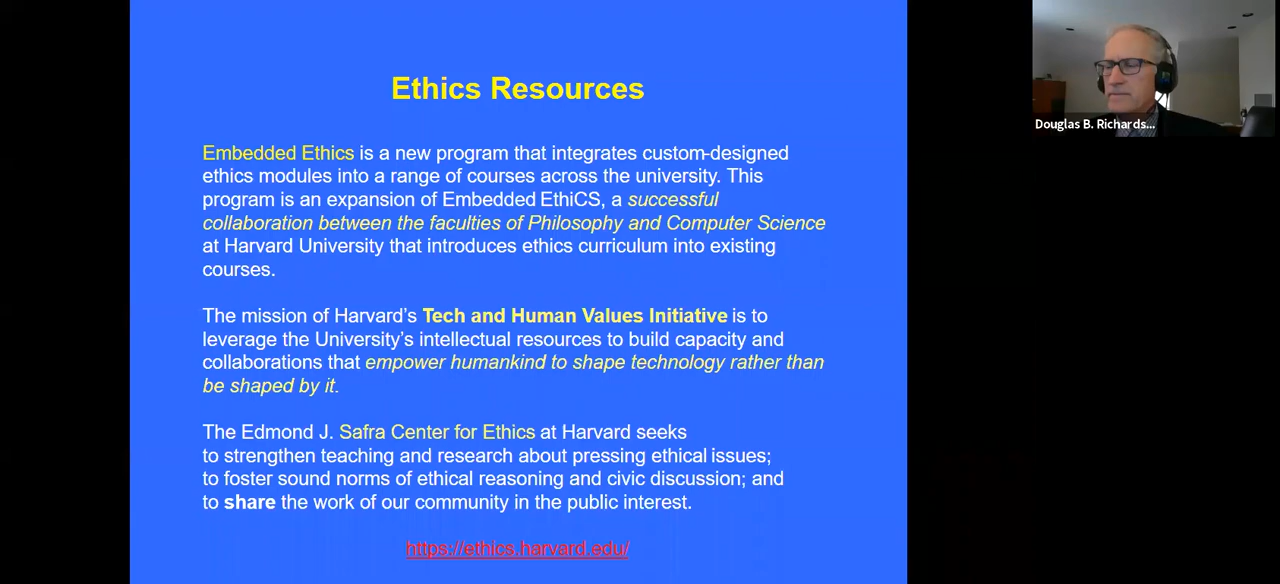 Ethics Resources
Douglas B. Richards...
Embedded Ethics is a new program that integrates custom-designed
ethics modules into a range of courses across the university. This
program is an expansion of Embedded EthiCS, a successful
collaboration between the faculties of Philosophy and Computer Science
at Harvard University that introduces ethics curriculum into existing
courses.
The mission of Harvard's Tech and Human Values Initiative is to
leverage the University's intellectual resources to build capacity and
collaborations that empower humankind to shape technology rather than
be shaped by it.
The Edmond J. Safra Center for Ethics at Harvard seeks
to strengthen teaching and research about pressing ethical issues;
to foster sound norms of ethical reasoning and civic discussion; and
to share the work of our community in the public interest.
https://ethics.harvard.edu/